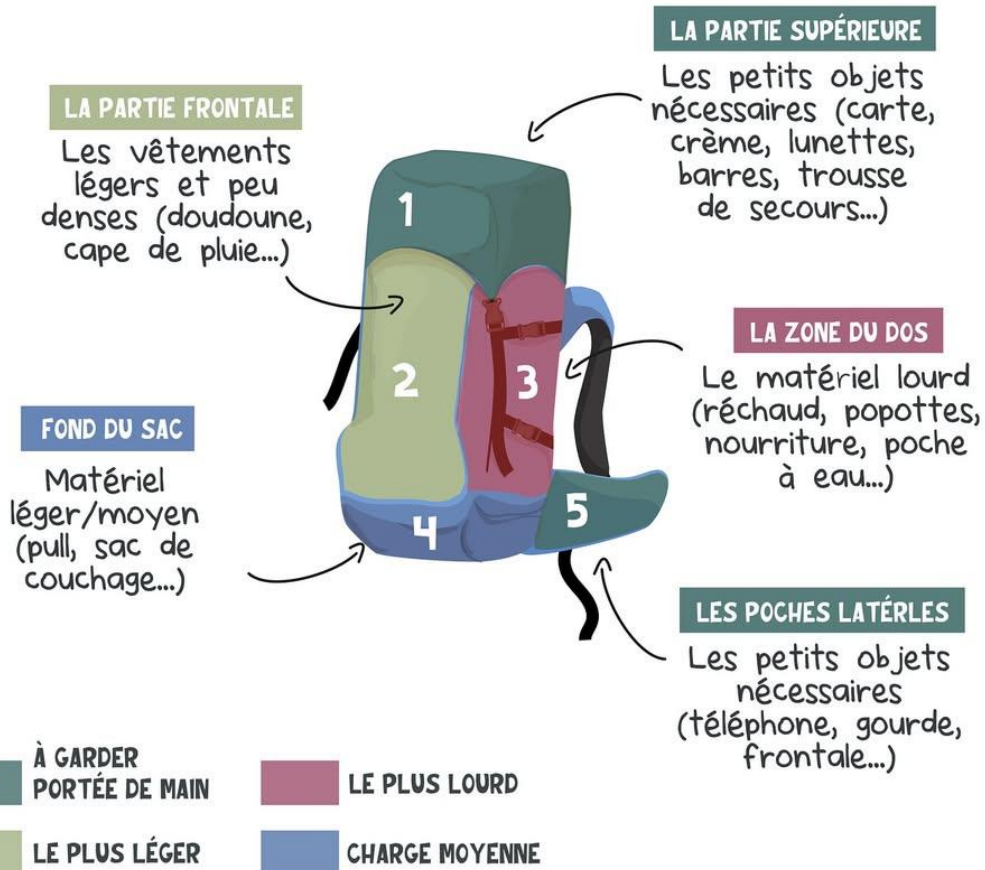 LA PARTIE SUPÉRIEURE
Les petits objets
nécessaires (carte,
crème, lunettes,
barres, trousse
de secours...)
LA PARTIE FRONTALE
Les vêtements
légers et peu
denses (doudoune,
cape de pluie...)
1
2
3
4
5
LA ZONE DU DOS
Le matériel lourd
(réchaud, popottes,
nourriture, poche
à eau...)
FOND DU SAC
Matériel
léger/moyen
(pull, sac de
couchage...)
LES POCHES LATÉRLES
Les petits objets
nécessaires
(téléphone, gourde,
frontale...)
À GARDER
PORTÉE DE MAIN
LE PLUS LOURD
LE PLUS LÉGER
CHARGE MOYENNE